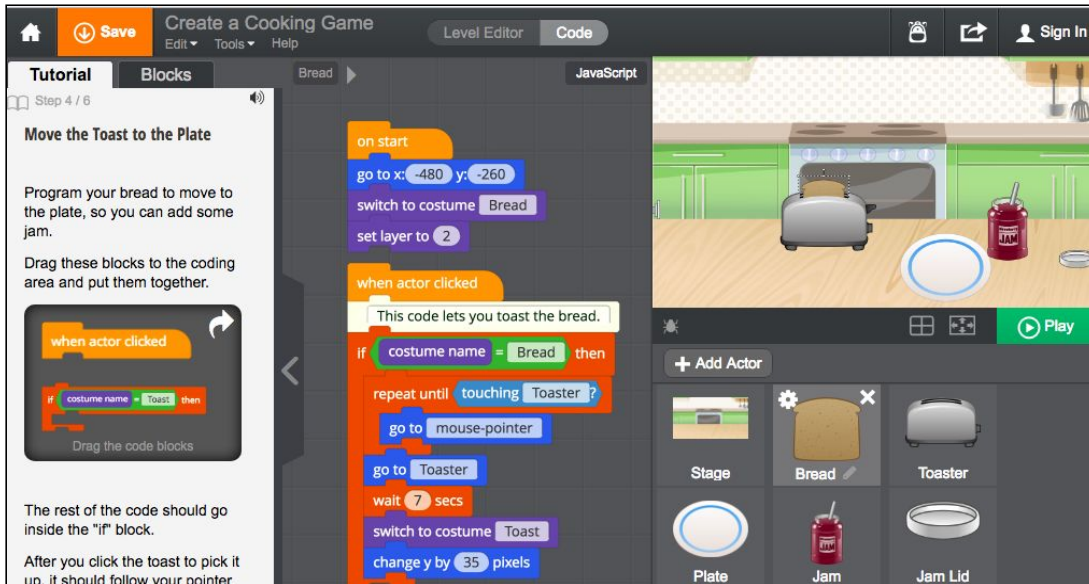 Save
Create a Cooking Game
Edit Tools Help
Level Editor Code
Sign In
Tutorial Blocks
Step 4 / 6
Move the Toast to the Plate
Program your bread to move to
the plate, so you can add some
jam.
Drag these blocks to the coding
area and put them together.
when actor clicked
if costume name = Toast then
Drag the code blocks
The rest of the code should go
inside the "if" block.
After you click the toast to pick it
up, it should follow your pointer
Bread
JavaScript
on start
go to x: -480 y: -260
switch to costume Bread
set layer to 2
when actor clicked
This code lets you toast the bread.
if costume name = Bread then
repeat until touching Toaster ?
go to mouse-pointer
go to Toaster
wait 7 secs
switch to costume Toast
change y by 35 pixels
JAM
Play
+ Add Actor
Stage Bread Toaster
Plate Jam Jam Lid